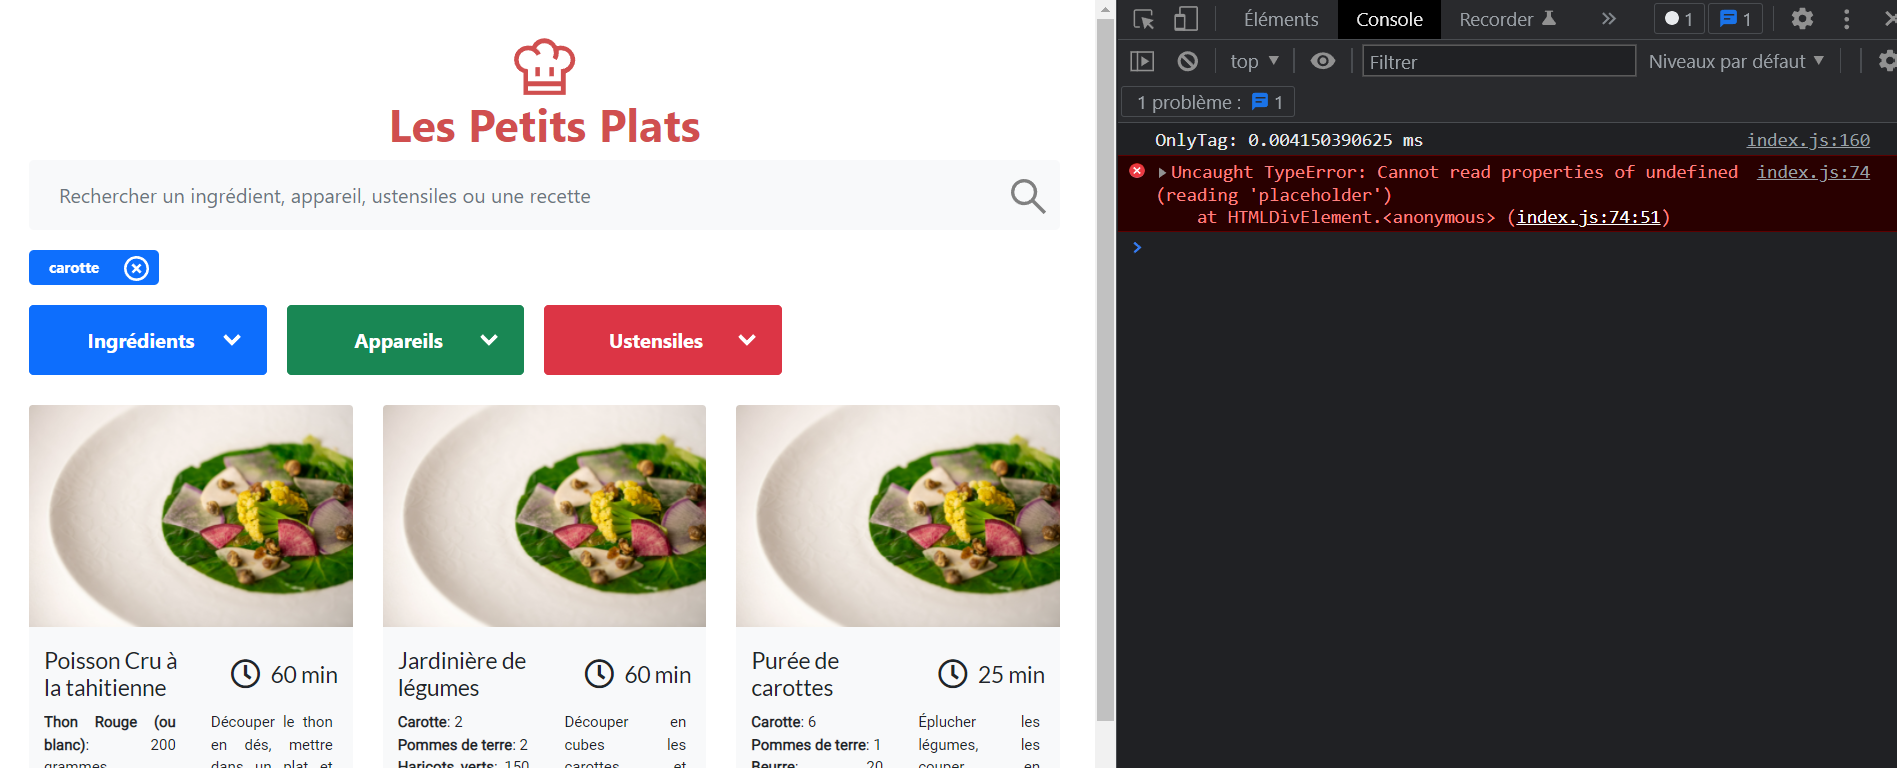 Les Petits Plats
Rechercher un ingrédient, appareil, ustensiles ou une recette
carotte
Ingrédients
Appareils
Ustensiles
Poisson Cru à
la tahitienne
60 min
Thon Rouge (ou
blanc): 200
grammes
Découper le thon
en dés, mettre
dans un plat et
Jardinière de
légumes
60 min
Carotte: 2
Pommes de terre: 2
Haricots verts: 150
Découper en
cubes les
carottes et
Purée de
carottes
25 min
Carotte: 6
Pommes de terre: 1
Beurre: 20
Éplucher les
légumes, les
couper en
Éléments
Console
Recorder
1
1
top
Filtrer
Niveaux par défaut
1 problème : 1
OnlyTag: 0.004150390625 ms index.js:160
Uncaught TypeError: Cannot read properties of undefined index.js:74
(reading 'placeholder')
at HTMLDivElement.<anonymous> (index.js:74:51)